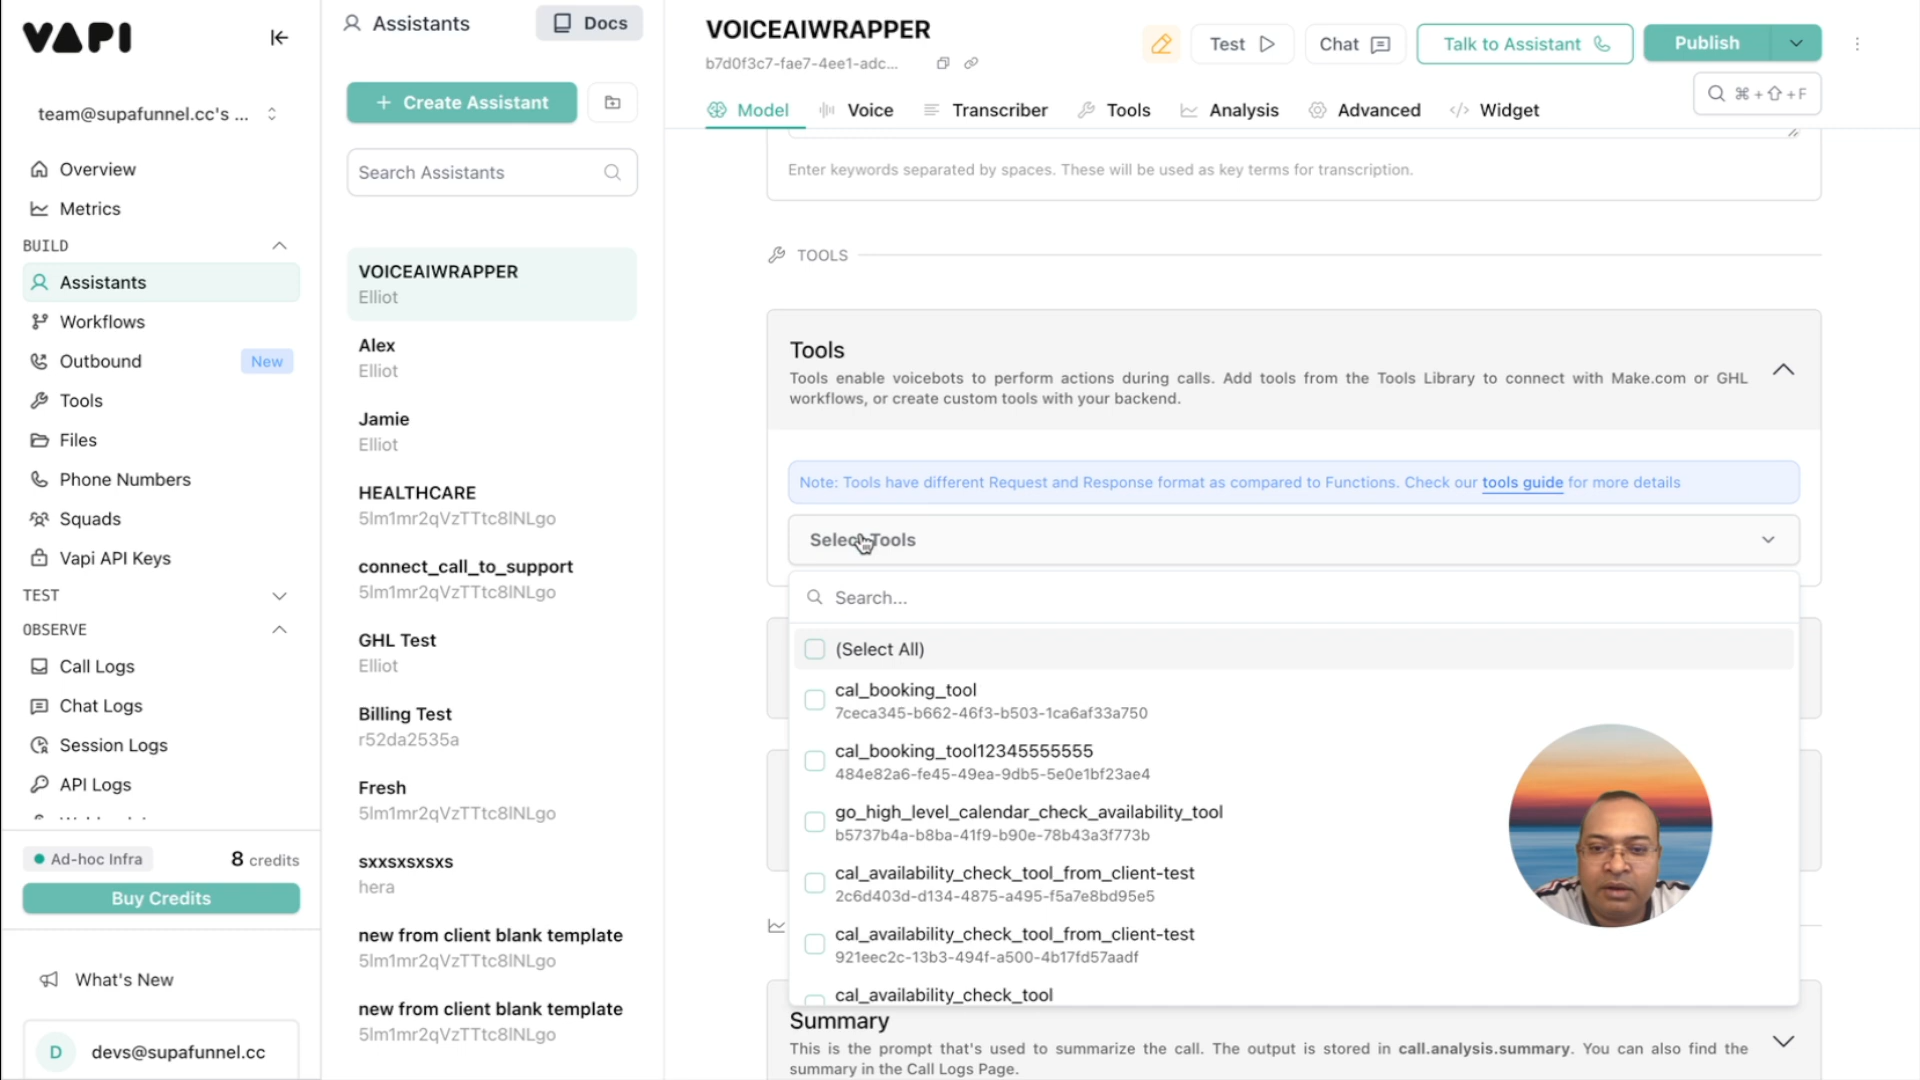 VAPI
team@supafunnel.cc's ...
Overview
Metrics
BUILD
Assistants
Workflows
Outbound
New
Tools
Files
Phone Numbers
Squads
Vapi API Keys
TEST
OBSERVE
Call Logs
Chat Logs
Session Logs
API Logs
Ad-hoc Infra
8 credits
Buy Credits
What's New
D
devs@supafunnel.cc
Assistants
Docs
+ Create Assistant
Search Assistants
VOICEAIWRAPPER
Elliot
Alex
Elliot
Jamie
Elliot
HEALTHCARE
5lm1mr2qVzTTtc8lNLgo
connect_call_to_support
5lm1mr2qVzTTtc8lNLgo
GHL Test
Elliot
Billing Test
r52da2535a
Fresh
5lm1mr2qVzTTtc8lNLgo
sxxsxsxsxs
hera
new from client blank template
5lm1mr2qVzTTtc8lNLgo
new from client blank template
5lm1mr2qVzTTtc8lNLgo
VOICEAIWRAPPER
b7d0f3c7-fae7-4ee1-adc...
Test
Chat
Talk to Assistant
Publish
⌘+⇧+F
Model
Voice
Transcriber
Tools
Analysis
Advanced
Widget
Enter keywords separated by spaces. These will be used as key terms for transcription.
TOOLS
Tools
Tools enable voicebots to perform actions during calls. Add tools from the Tools Library to connect with Make.com or GHL
workflows, or create custom tools with your backend.
Note: Tools have different Request and Response format as compared to Functions. Check our tools guide for more details
Select Tools
Search...
(Select All)
cal_booking_tool
7ceca345-b662-46f3-b503-1ca6af33a750
cal_booking_tool12345555555
484e82a6-fe45-49ea-9db5-5e0e1bf23ae4
go_high_level_calendar_check_availability_tool
b5737b4a-b8ba-41f9-b90e-78b43a3f773b
cal_availability_check_tool_from_client-test
2c6d403d-d134-4875-a495-f5a7e8bd95e5
cal_availability_check_tool_from_client-test
921eec2c-13b3-494f-a500-4b17fd57aadf
cal_availability_check_tool
Summary
This is the prompt that's used to summarize the call. The output is stored in call.analysis.summary. You can also find the
summary in the Call Logs Page.